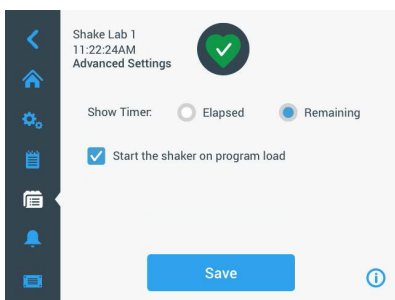 Shake Lab 1
11:22:24AM
Advanced Settings
Show Timer: Elapsed Remaining
Start the shaker on program load
Save